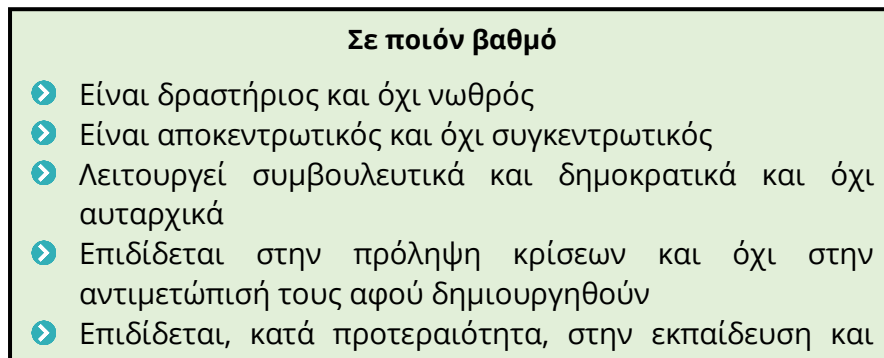 Σε ποιόν βαθμό
Είναι δραστήριος και όχι νωθρός
Είναι αποκεντρωτικός και όχι συγκεντρωτικός
Λειτουργεί συμβουλευτικά και δημοκρατικά και όχι
αυταρχικά
Επιδίδεται στην πρόληψη κρίσεων και όχι στην
αντιμετώπισή τους αφού δημιουργηθούν
Επιδίδεται, κατά προτεραιότητα, στην εκπαίδευση και